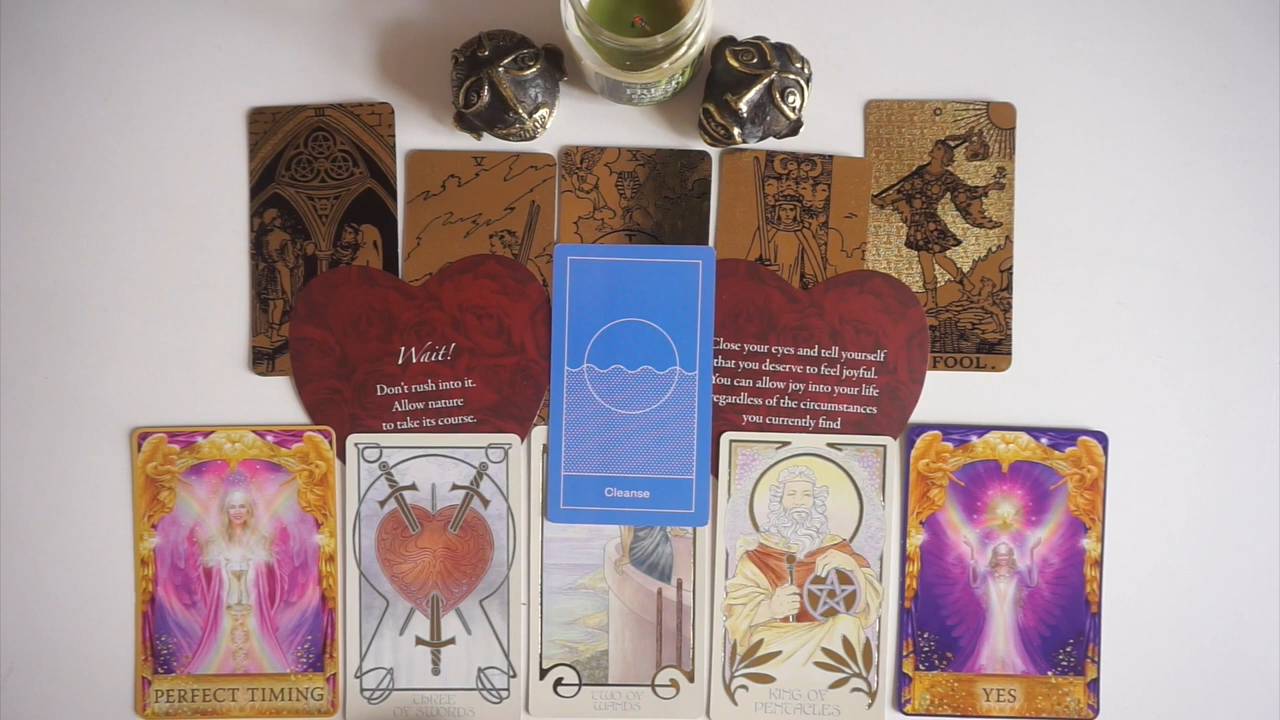 FRESH
III
V
X
FOOL.
Wait!
Don't rush into it.
Allow nature
to take its course.
Close your eyes and tell yourself
that you deserve to feel joyful.
You can allow joy into your life
regardless of the circumstances
you currently find
Cleanse
PERFECT TIMING
THREE
OF SWORDS
TWO OF
WANDS
KING OF
PENTACLES
YES